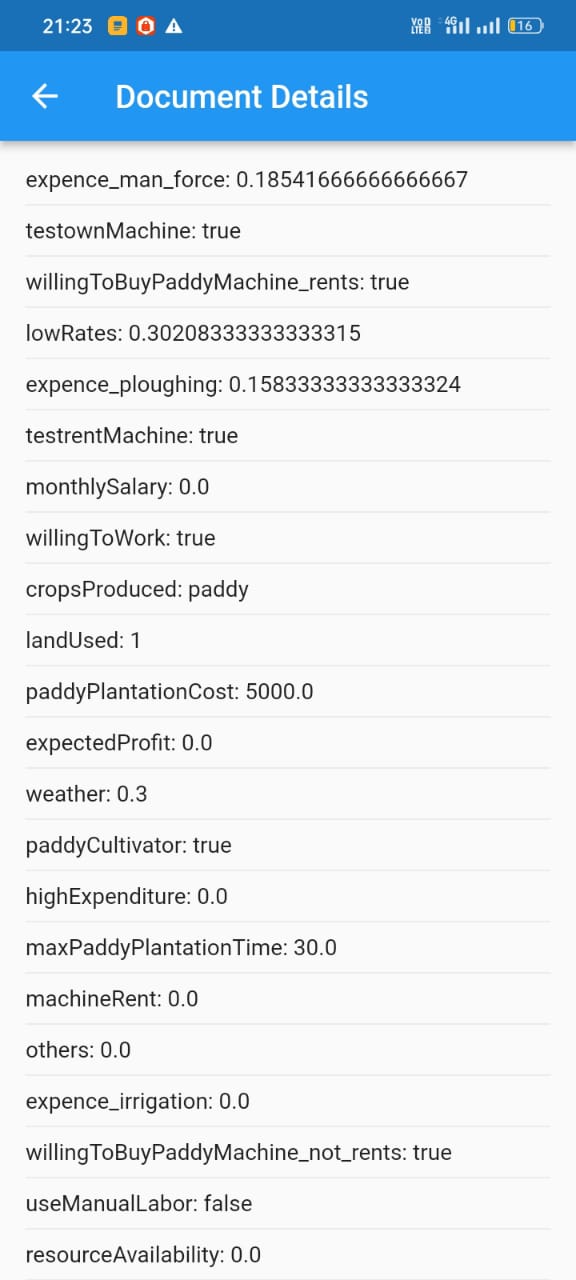 21:23
VoD LTE 4G 16
Document Details
expence_man_force: 0.18541666666666667
testownMachine: true
willingToBuyPaddyMachine_rents: true
lowRates: 0.30208333333333315
expence_ploughing: 0.15833333333333324
testrentMachine: true
monthlySalary: 0.0
willingToWork: true
cropsProduced: paddy
landUsed: 1
paddyPlantationCost: 5000.0
expectedProfit: 0.0
weather: 0.3
paddyCultivator: true
highExpenditure: 0.0
maxPaddyPlantationTime: 30.0
machineRent: 0.0
others: 0.0
expence_irrigation: 0.0
willingToBuyPaddyMachine_not_rents: true
useManualLabor: false
resourceAvailability: 0.0